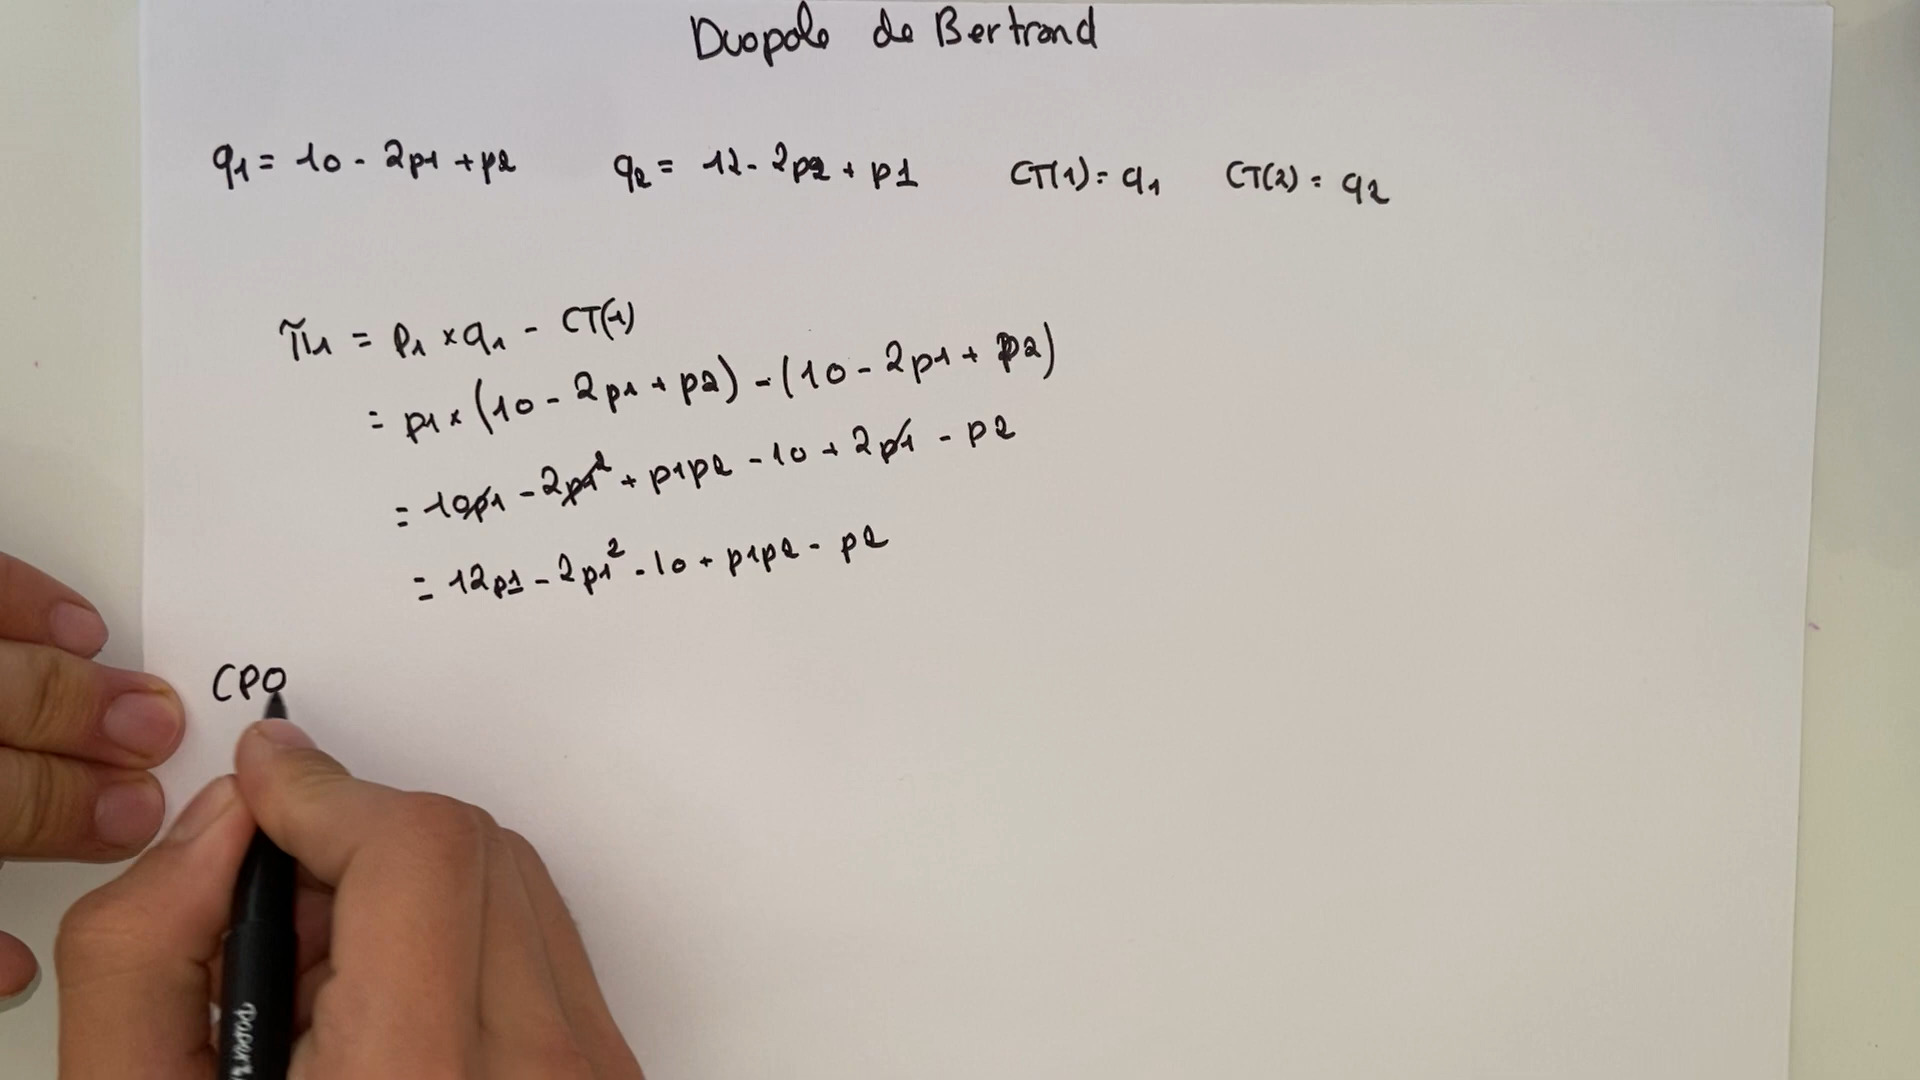 Duopole de Bertrand
q1 = 10 - 2p1 + p2 q2 = 12 - 2p2 + p1 CT(1) = q1 CT(2) = q2
π1 = p1 × q1 - CT(1)
= p1 × (10 - 2p1 + p2) - (10 - 2p1 + p2)
= 10p1 - 2p1² + p1p2 - 10 + 2p1 - p2
= 12p1 - 2p1² - 10 + p1p2 - p2
CPO